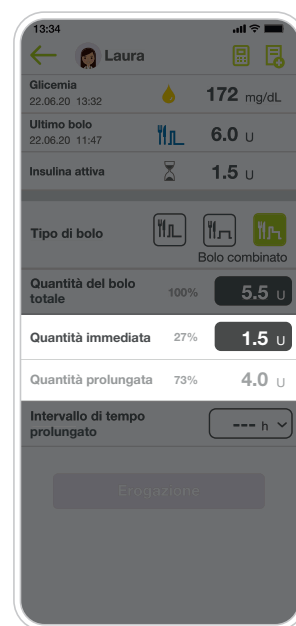 13:34
Laura
Glicemia
22.06.20 13:32
172 mg/dL
Ultimo bolo
22.06.20 11:47
6.0 U
Insulina attiva
1.5 U
Tipo di bolo
Bolo combinato
Quantità del bolo
totale
100%
5.5 U
Quantità immediata 27% 1.5 U
Quantità prolungata 73% 4.0 U
Intervallo di tempo
prolungato
--- h
Erogazione